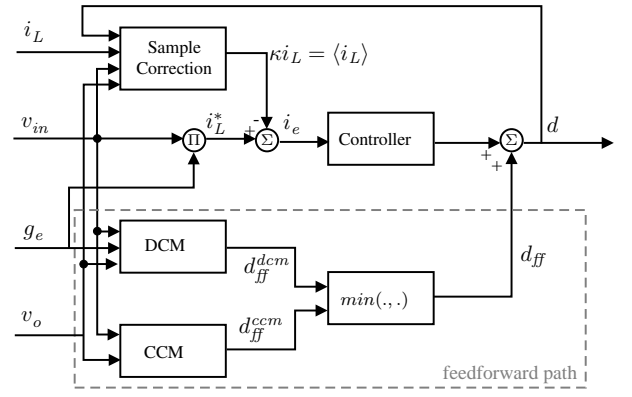 i_L
Sample
Correction
κi_L = ⟨i_L⟩
d
v_in
Π
i_L^*
-
+
Σ
i_e
Controller
+
+
Σ
g_e
DCM
d_ff^dcm
d_ff
min(.,.)
v_o
CCM
d_ff^ccm
feedforward path